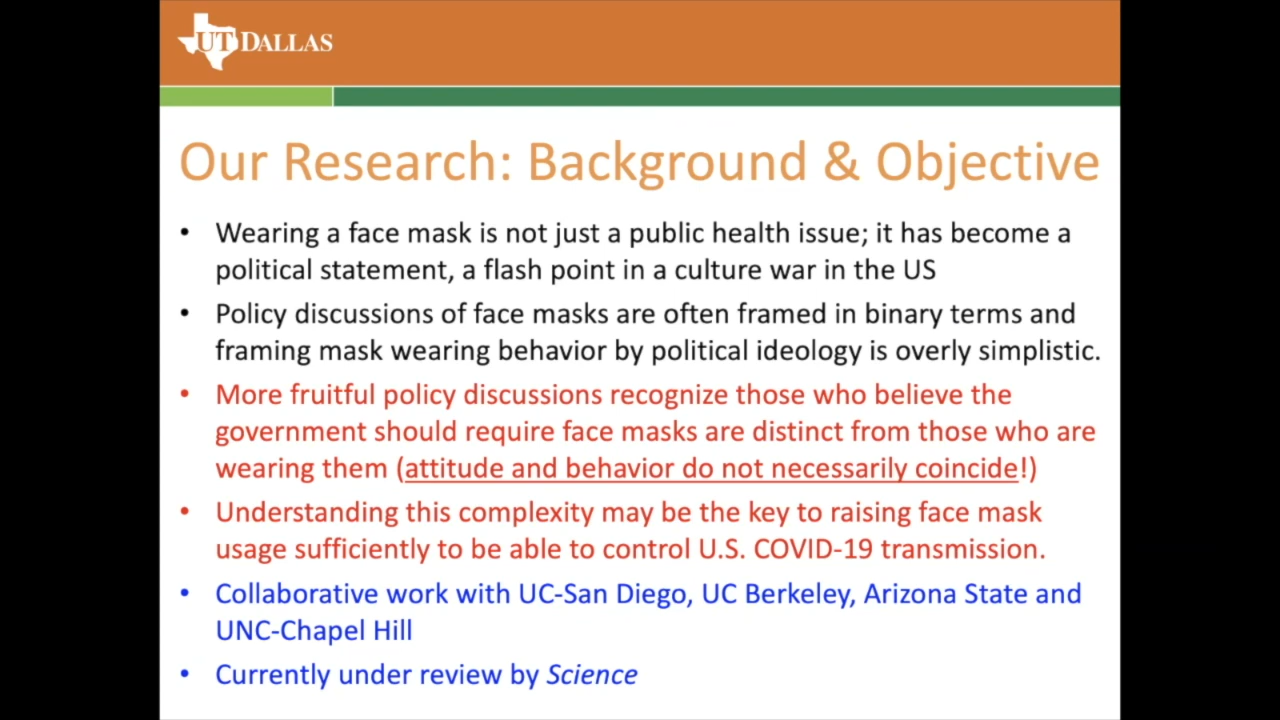 UT DALLAS
Our Research: Background & Objective
• Wearing a face mask is not just a public health issue; it has become a
political statement, a flash point in a culture war in the US
• Policy discussions of face masks are often framed in binary terms and
framing mask wearing behavior by political ideology is overly simplistic.
• More fruitful policy discussions recognize those who believe the
government should require face masks are distinct from those who are
wearing them (attitude and behavior do not necessarily coincide!)
• Understanding this complexity may be the key to raising face mask
usage sufficiently to be able to control U.S. COVID-19 transmission.
• Collaborative work with UC-San Diego, UC Berkeley, Arizona State and
UNC-Chapel Hill
• Currently under review by Science